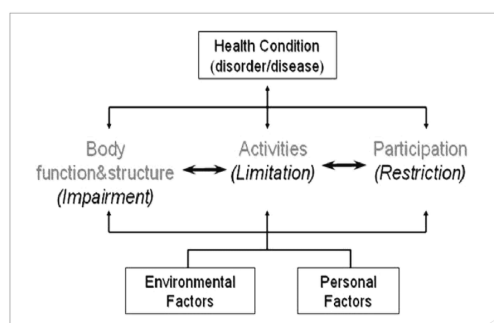 Health Condition
(disorder/disease)
Body
function&structure
(Impairment)
Activities
(Limitation)
Participation
(Restriction)
Environmental
Factors
Personal
Factors